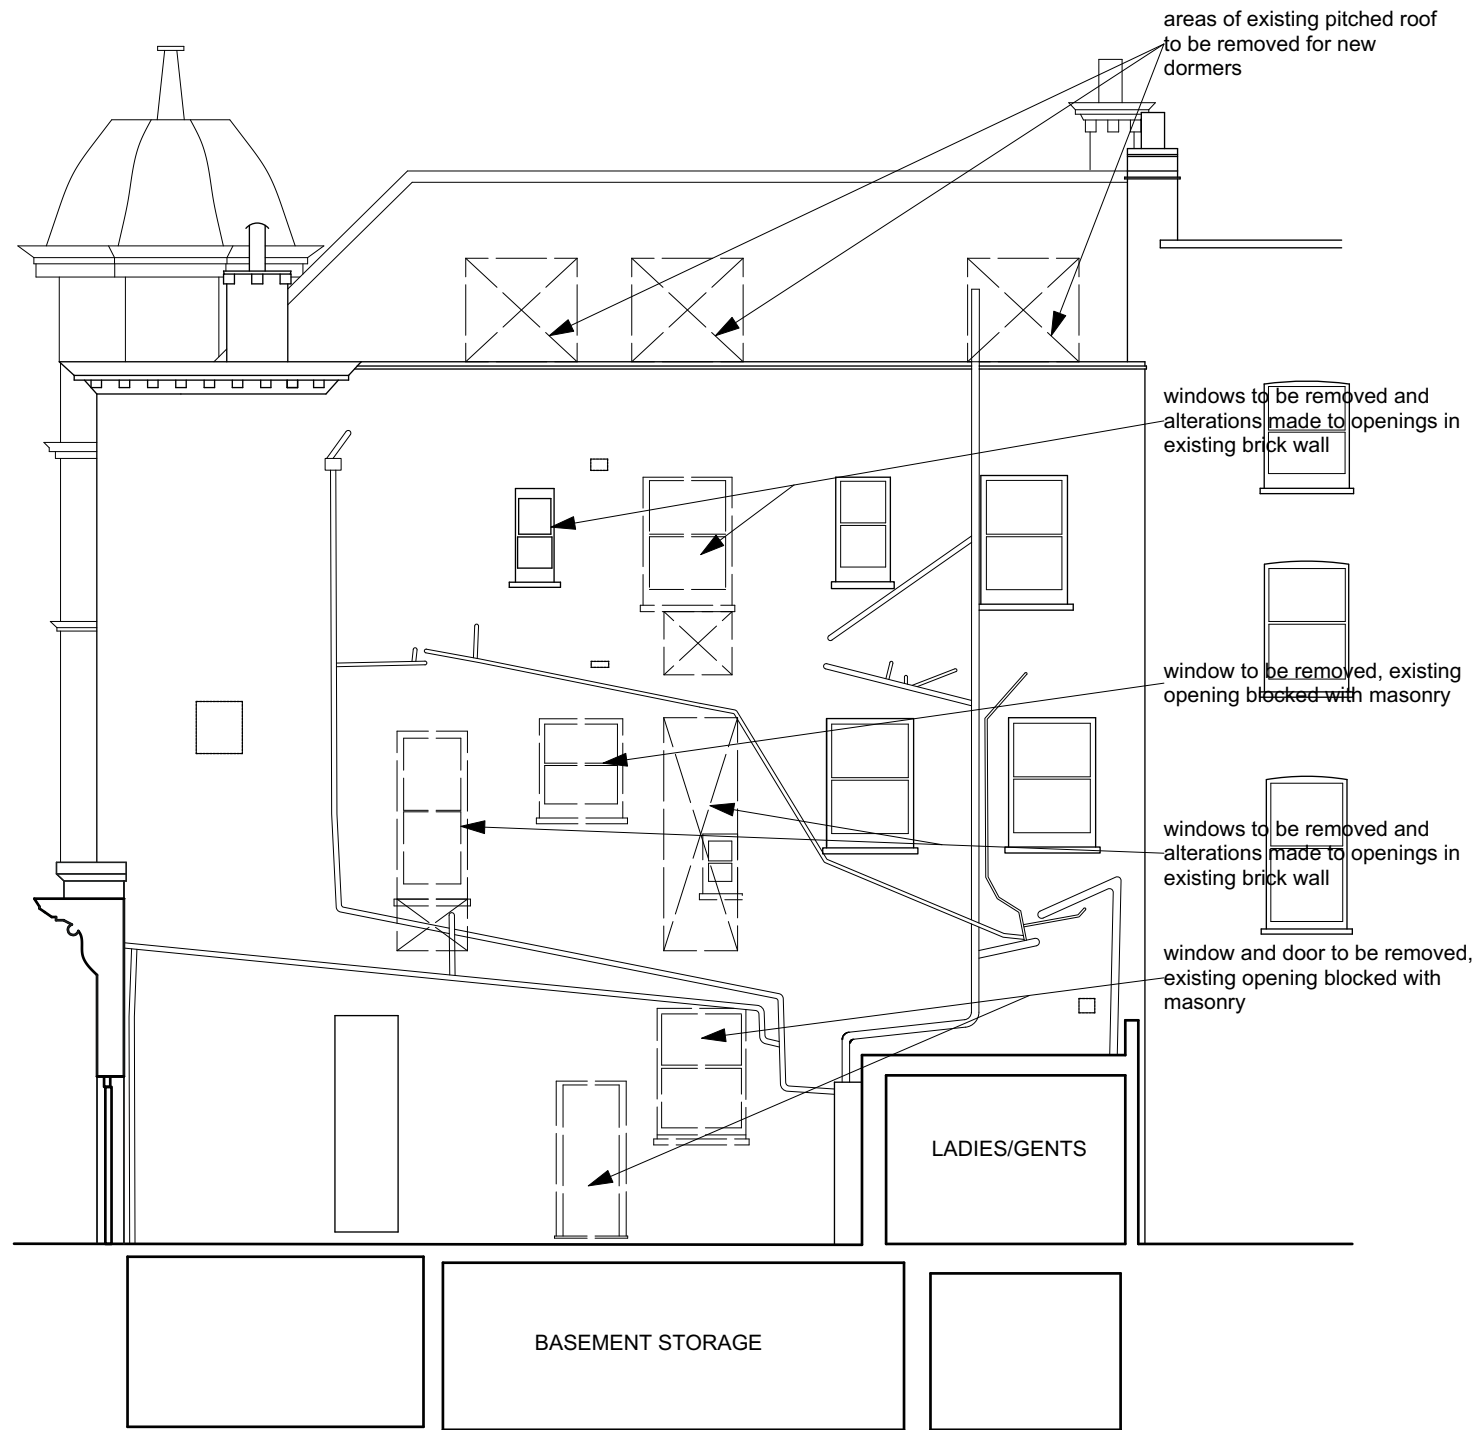 areas of existing pitched roof
to be removed for new
dormers
windows to be removed and
alterations made to openings in
existing brick wall
window to be removed, existing
opening blocked with masonry
windows to be removed and
alterations made to openings in
existing brick wall
window and door to be removed,
existing opening blocked with
masonry
LADIES/GENTS
BASEMENT STORAGE